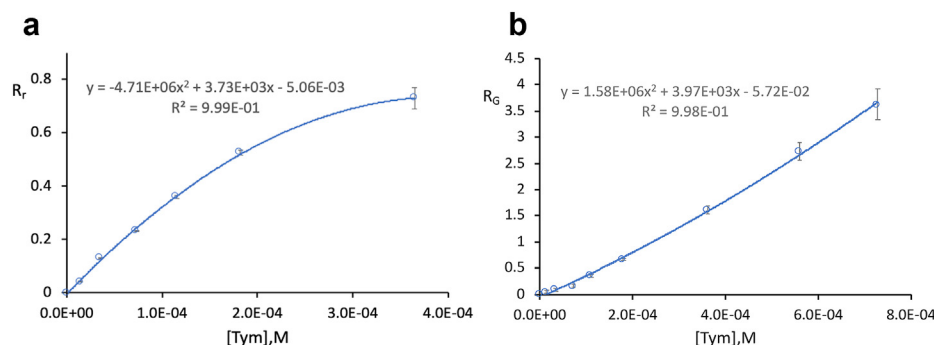 a
R_r
y = -4.71E+06x² + 3.73E+03x - 5.06E-03
R² = 9.99E-01
0.8
0.6
0.4
0.2
0
0.0E+00 1.0E-04 2.0E-04 3.0E-04 4.0E-04
[Tym],M
b
R_G
y = 1.58E+06x² + 3.97E+03x - 5.72E-02
R² = 9.98E-01
4.5
4
3.5
3
2.5
2
1.5
1
0.5
0
0.0E+00 2.0E-04 4.0E-04 6.0E-04 8.0E-04
[Tym],M